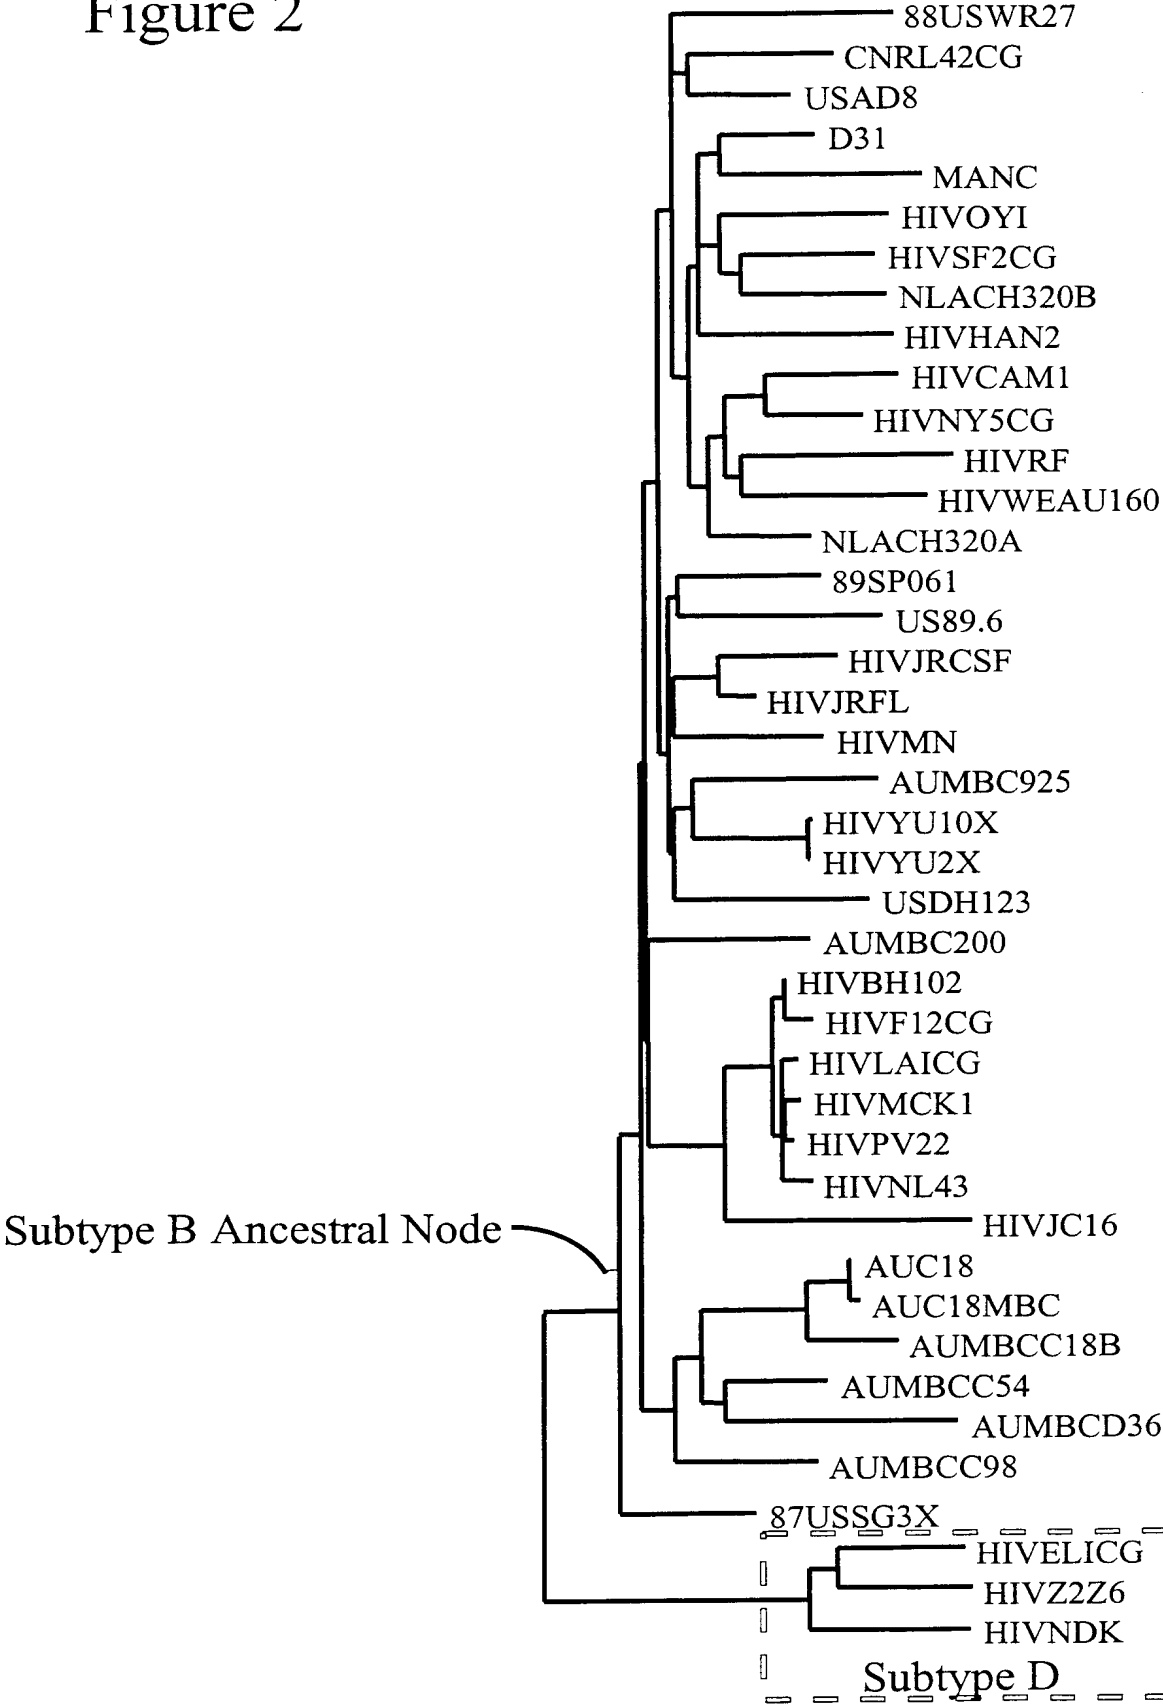 Figure 2
88USWR27
CNRL42CG
USAD8
D31
MANC
HIVOYI
HIVSF2CG
NLACH320B
HIVHAN2
HIVCAM1
HIVNY5CG
HIVRF
HIVWEAU160
NLACH320A
89SP061
US89.6
HIVJRCSF
HIVJRFL
HIVMN
AUMBC925
HIVYU10X
HIVYU2X
USDH123
AUMBC200
HIVBH102
HIVF12CG
HIVLAICG
HIVMCK1
HIVPV22
HIVNL43
HIVJC16
Subtype B Ancestral Node
AUC18
AUC18MBC
AUMBCC18B
AUMBCC54
AUMBCD36
AUMBCC98
87USSG3X
HIVELICG
HIVZ2Z6
HIVNDK
Subtype D